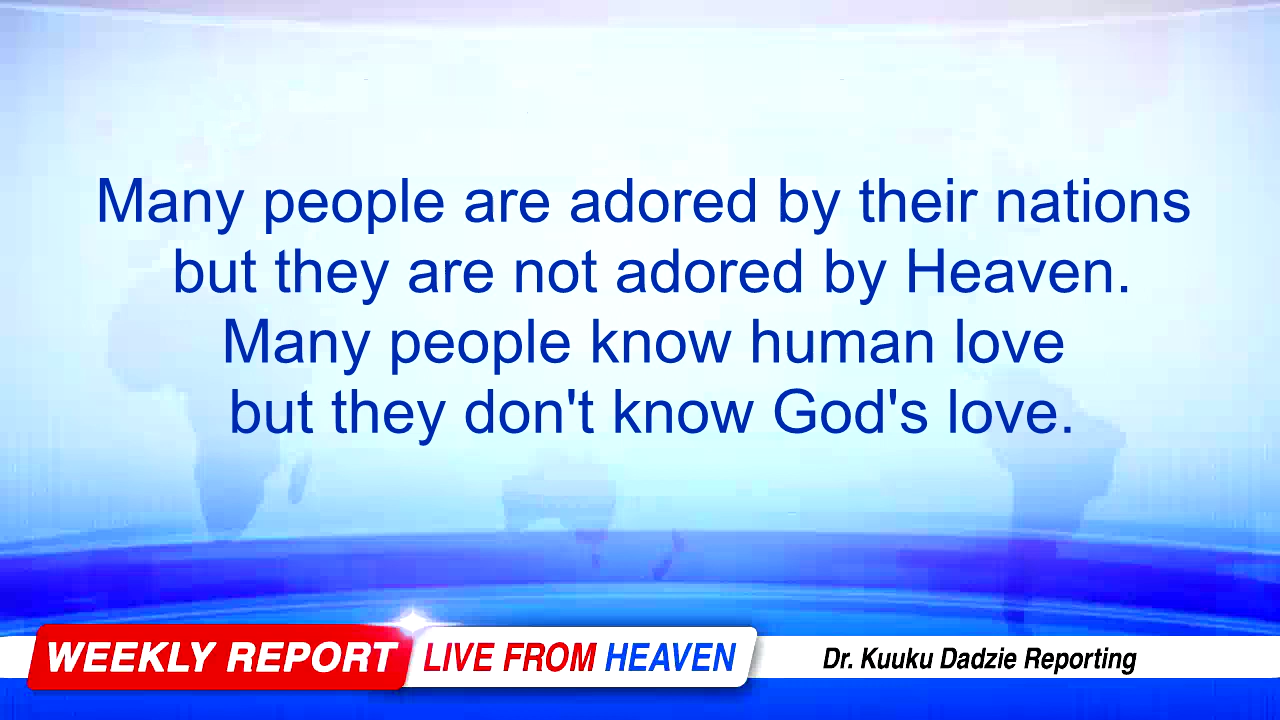 Many people are adored by their nations
but they are not adored by Heaven.
Many people know human love
but they don't know God's love.
WEEKLY REPORT LIVE FROM HEAVEN Dr. Kuuku Dadzie Reporting